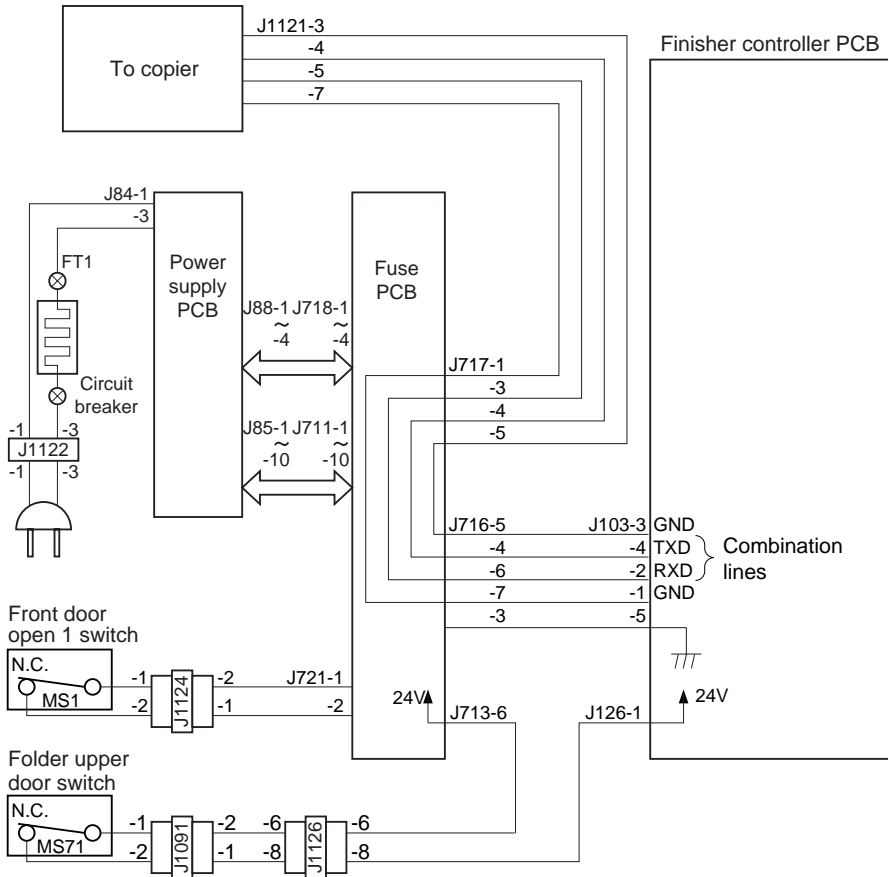 J1121-3
-4
-5
-7
To copier
Finisher controller PCB
J84-1
-3
FT1
Power
supply
PCB
Fuse
PCB
J88-1 J718-1
~ ~
-4 -4
Circuit
breaker
-1 -3
J1122
-1 -3
J85-1 J711-1
~ ~
-10 -10
J717-1
-3
-4
-5
J716-5 J103-3 GND
-4 -4 TXD
-6 -2 RXD
Combination
lines
-7 -1 GND
-3 -5
Front door
open 1 switch
N.C.
MS1
-1 -2 J721-1
-2 -1 -2
J1124
24V
J713-6
J126-1
24V
Folder upper
door switch
N.C.
MS71
-1 -2 -6 -6
-2 -1 -8 -8
J1091
J1126